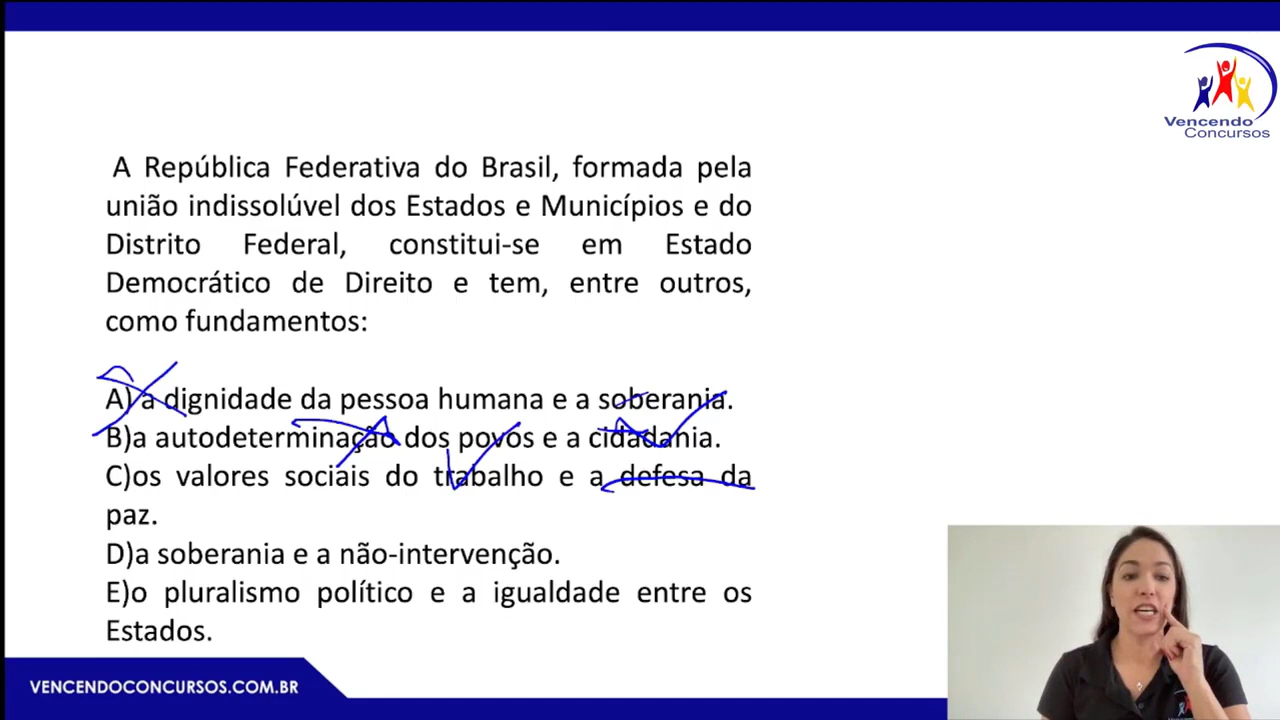 Vencendo
Concursos
A República Federativa do Brasil, formada pela
união indissolúvel dos Estados e Municípios e do
Distrito Federal, constitui-se em Estado
Democrático de Direito e tem, entre outros,
como fundamentos:
A) a dignidade da pessoa humana e a soberania.
B)a autodeterminação dos povos e a cidadania.
C)os valores sociais do trabalho e a defesa da
paz.
D)a soberania e a não-intervenção.
E)o pluralismo político e a igualdade entre os
Estados.
VENCENDOCONCURSOS.COM.BR